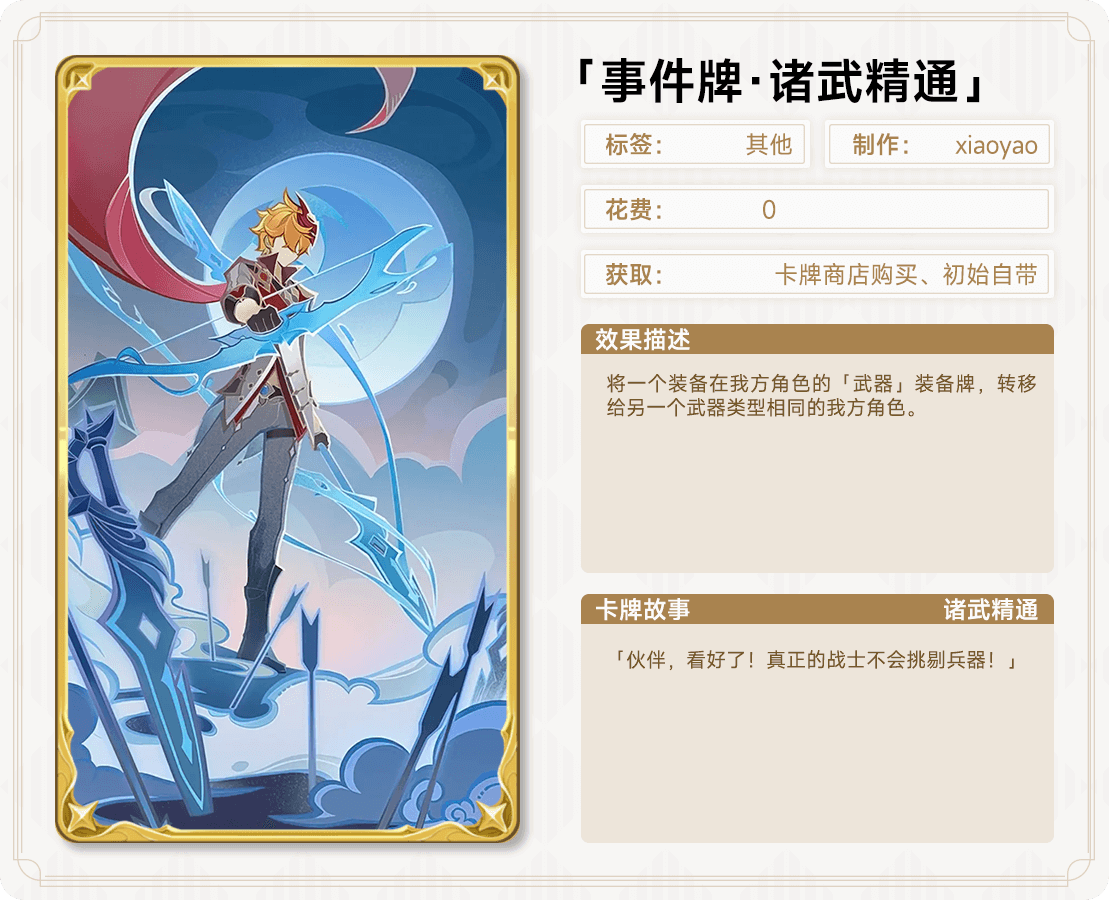 「事件牌·诸武精通」
标签： 其他 制作： xiaoyao
花费： 0
获取： 卡牌商店购买、初始自带
效果描述
将一个装备在我方角色的「武器」装备牌，转移
给另一个武器类型相同的我方角色。
卡牌故事 诸武精通
「伙伴，看好了！真正的战士不会挑剔兵器！」